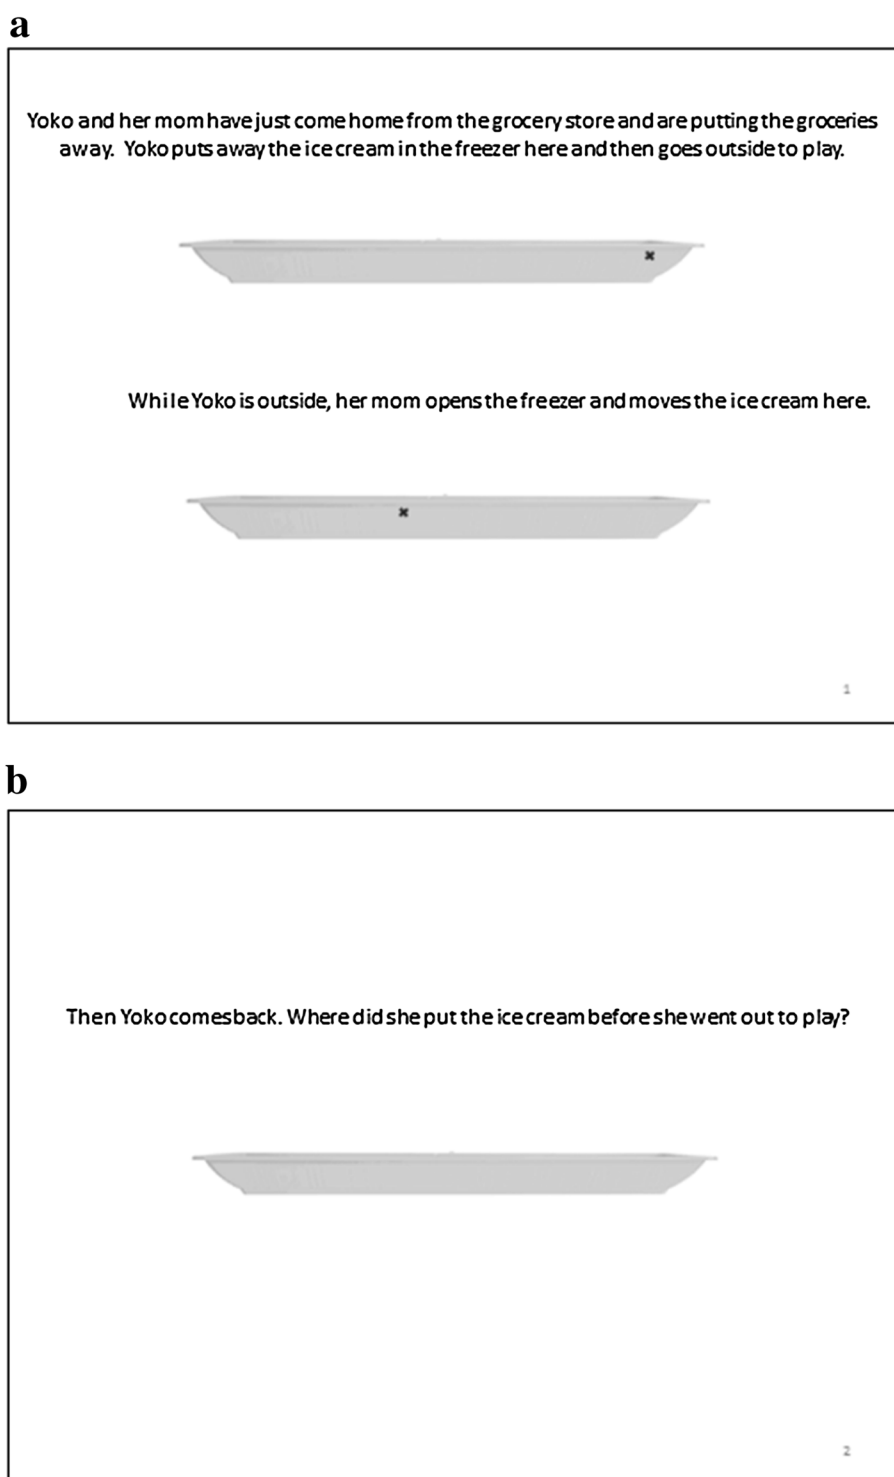 a
Yoko and her mom have just come home from the grocery store and are putting the groceries
away. Yoko puts away the ice cream in the freezer here and then goes outside to play.
While Yoko is outside, her mom opens the freezer and moves the ice cream here.
1
b
Then Yoko comes back. Where did she put the ice cream before she went out to play?
2